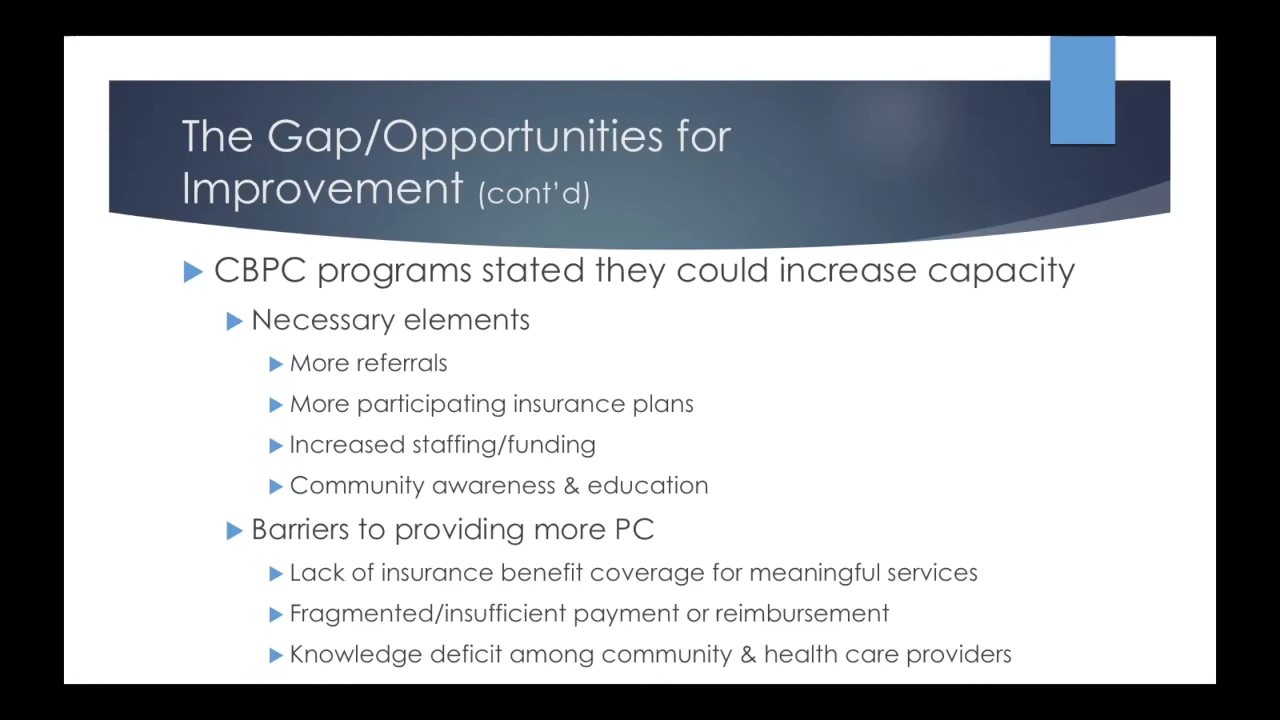 The Gap/Opportunities for
Improvement (cont’d)
CBPC programs stated they could increase capacity
Necessary elements
More referrals
More participating insurance plans
Increased staffing/funding
Community awareness & education
Barriers to providing more PC
Lack of insurance benefit coverage for meaningful services
Fragmented/insufficient payment or reimbursement
Knowledge deficit among community & health care providers